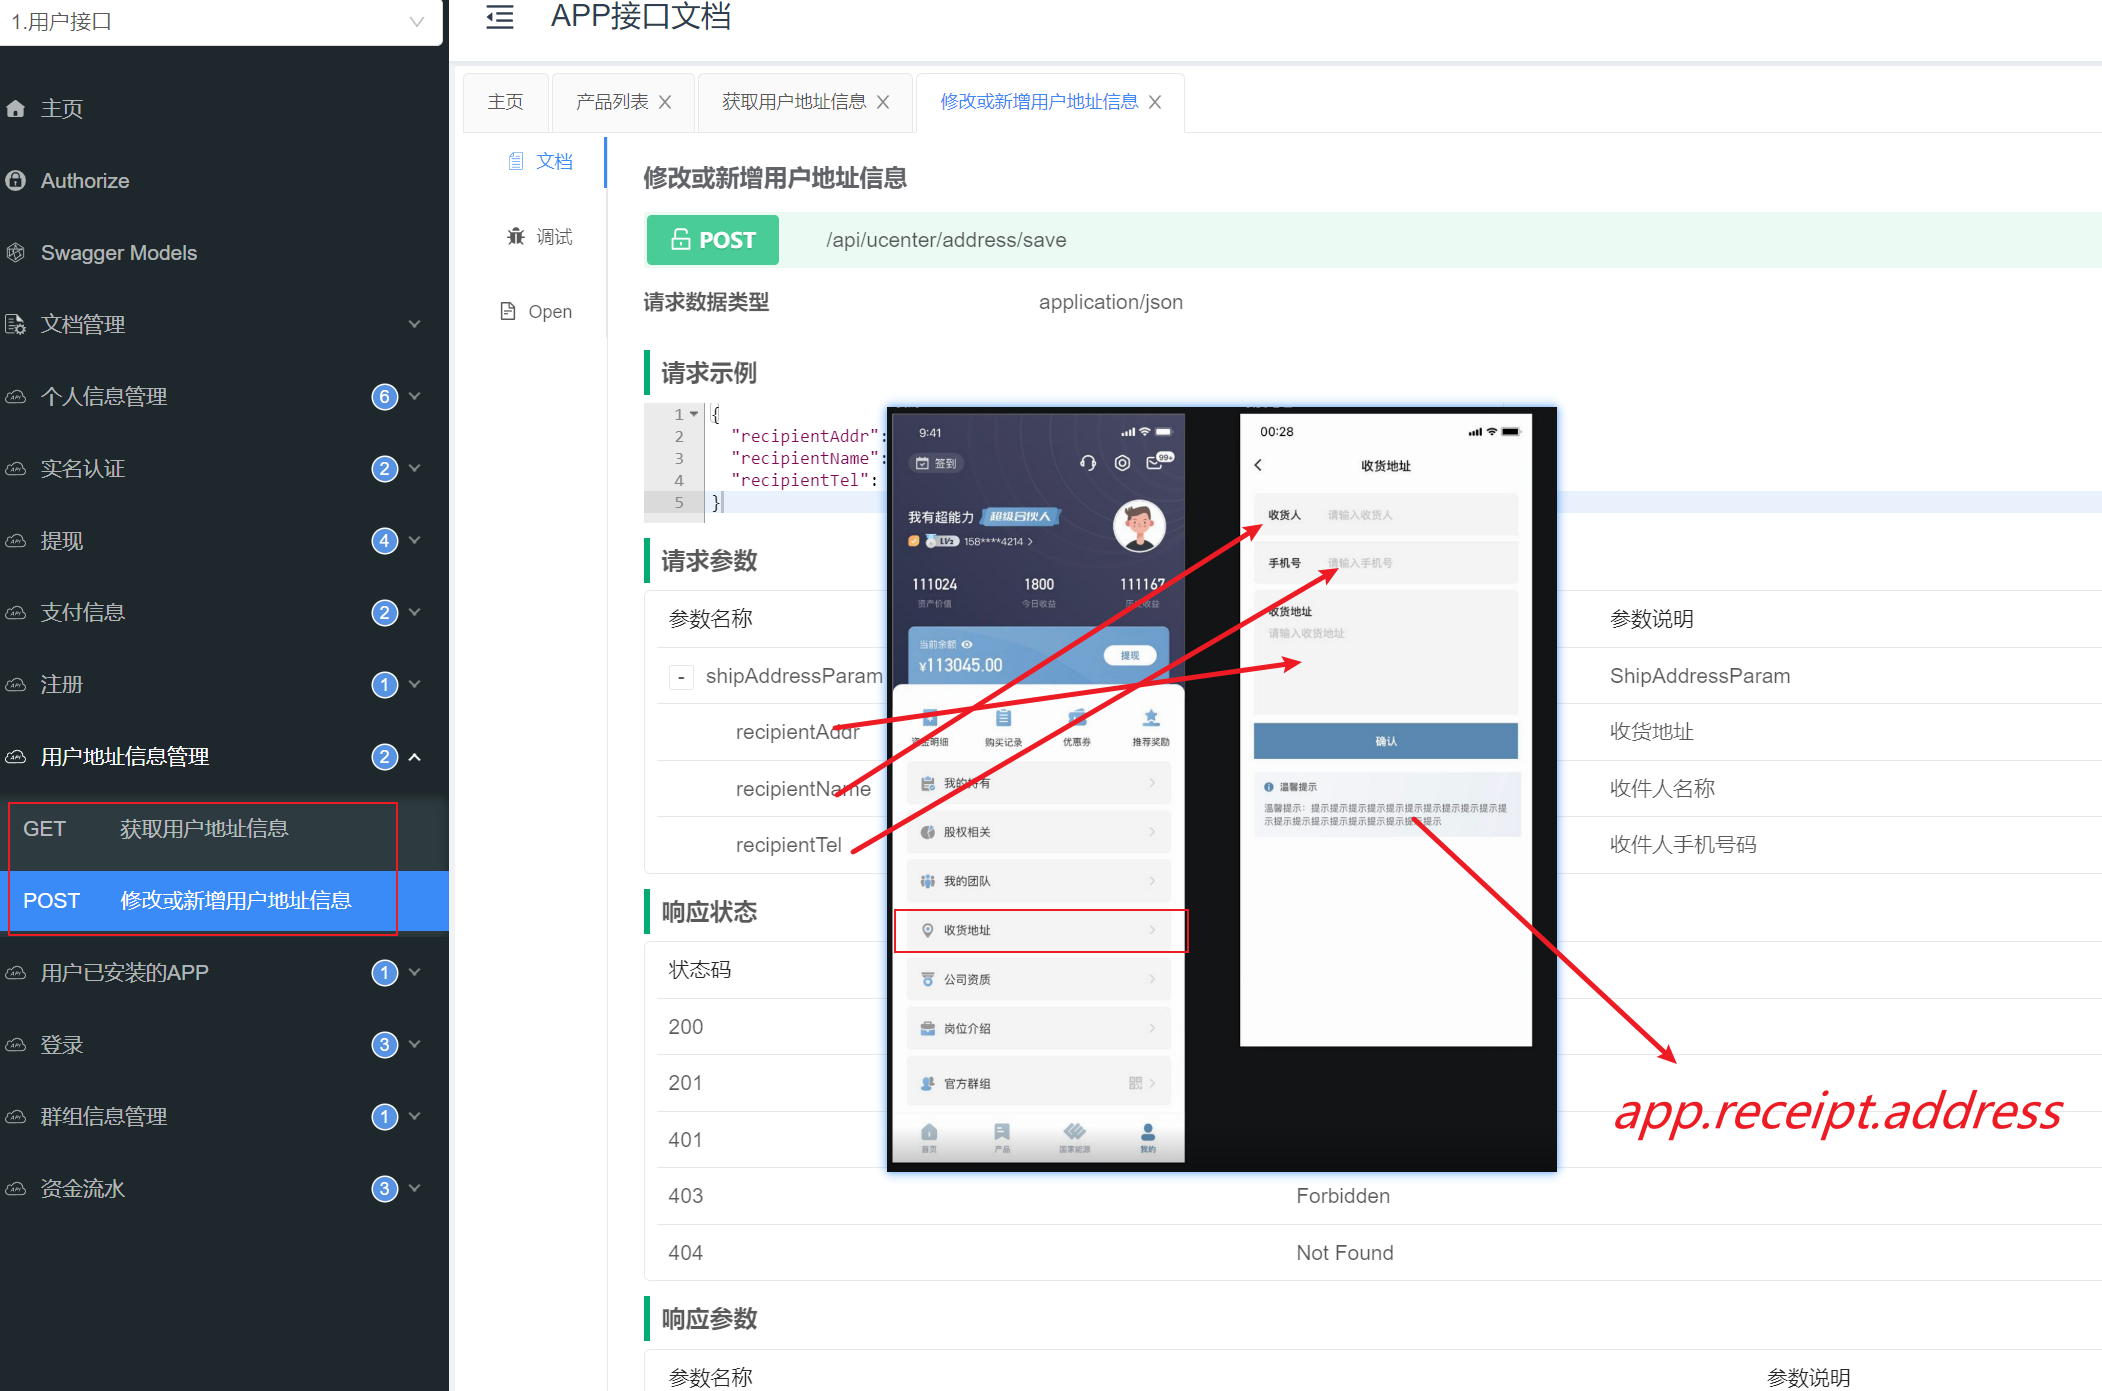 1.用户接口
主页
Authorize
Swagger Models
文档管理
个人信息管理 6
实名认证 2
提现 4
支付信息 2
注册 1
用户地址信息管理 2
GET 获取用户地址信息
POST 修改或新增用户地址信息
用户已安装的APP 1
登录 3
群组信息管理 1
资金流水 3
APP接口文档
主页
产品列表
获取用户地址信息
修改或新增用户地址信息
文档
调试
Open
修改或新增用户地址信息
POST /api/ucenter/address/save
请求数据类型 application/json
请求示例
1 {
2 "recipientAddr":
3 "recipientName":
4 "recipientTel":
5 }
请求参数
参数名称 参数说明
- shipAddressParam ShipAddressParam
recipientAddr 收货地址
recipientName 收件人名称
recipientTel 收件人手机号码
响应状态
状态码
200
201
401
403 Forbidden
404 Not Found
响应参数
参数名称 参数说明
9:41
签到
99+
我有超能力 超级合伙人
LV2 158****4214
111024 1800 111167
资产价值 今日收益 历史收益
当前余额
¥113045.00
提现
资金明细 购买记录 优惠券 推荐奖励
我的持有
股权相关
我的团队
收货地址
公司资质
岗位介绍
官方群组
首页 产品 国家能源 我的
00:28
收货地址
收货人 请输入收货人
手机号 请输入手机号
收货地址
请输入收货地址
确认
温馨提示
温馨提示：提示提示提示提示提示提示提示提示提示提示提
示提示提示提示提示提示提示提示提示
app.receipt.address